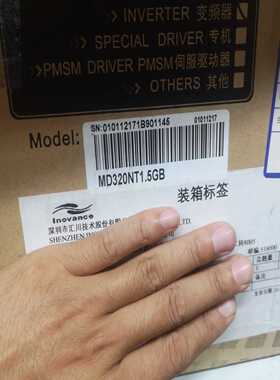 INVERTER 变频器
SPECIAL DRIVER 专机
PMSM DRIVER PMSM伺服驱动器
OTHERS 其他
SN:010112171B901145
01011217
Model:
MD320NT1.5GB
装箱标签
Inovance
深圳市汇川技术股份有限公司
SHENZHEN IN